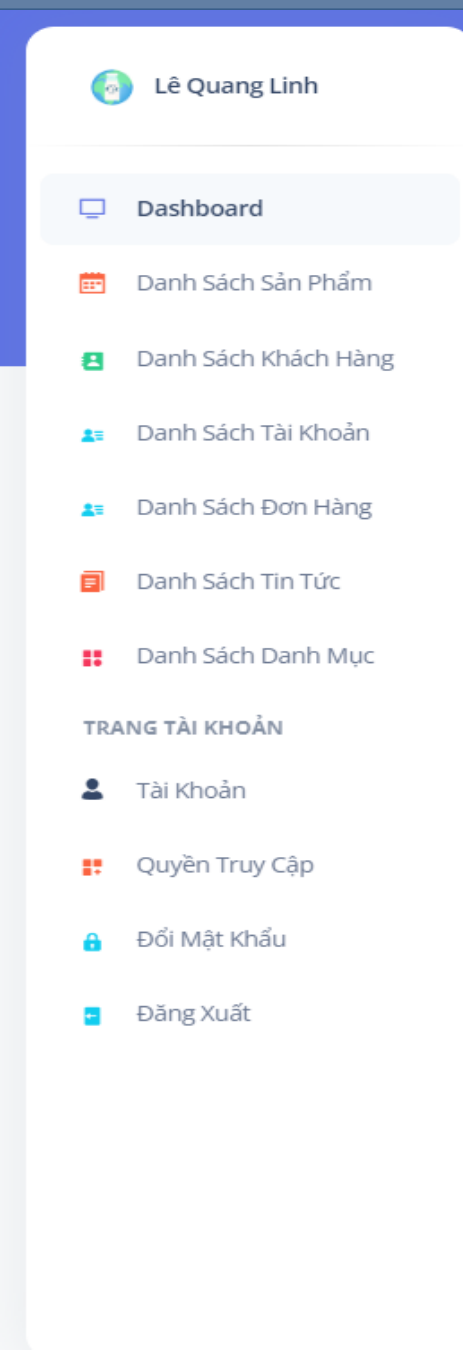 Lê Quang Linh
Dashboard
Danh Sách Sản Phẩm
Danh Sách Khách Hàng
Danh Sách Tài Khoản
Danh Sách Đơn Hàng
Danh Sách Tin Tức
Danh Sách Danh Mục
TRANG TÀI KHOẢN
Tài Khoản
Quyền Truy Cập
Đổi Mật Khẩu
Đăng Xuất